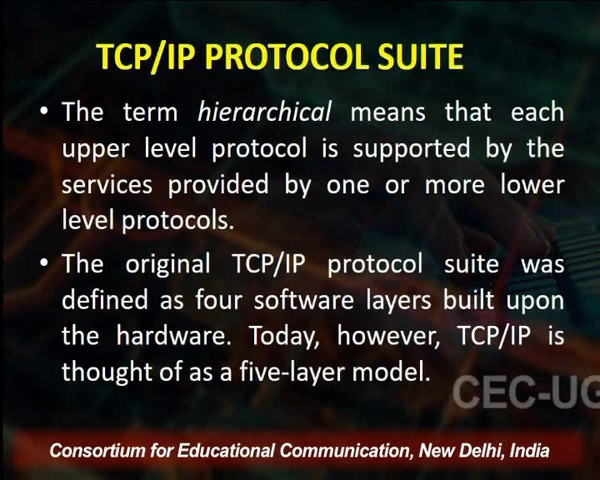 TCP/IP PROTOCOL SUITE
• The term hierarchical means that each
upper level protocol is supported by the
services provided by one or more lower
level protocols.
• The original TCP/IP protocol suite was
defined as four software layers built upon
the hardware. Today, however, TCP/IP is
thought of as a five-layer model.
CEC-UG
Consortium for Educational Communication, New Delhi, India